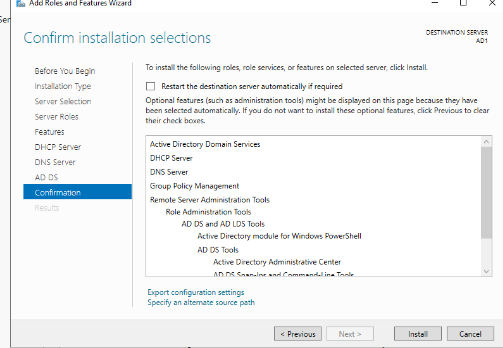 Add Roles and Features Wizard
Confirm installation selections
DESTINATION SERVER
AD1
Before You Begin
Installation Type
Server Selection
Server Roles
Features
DHCP Server
DNS Server
AD DS
Confirmation
Results
To install the following roles, role services, or features on selected server, click Install.
Restart the destination server automatically if required
Optional features (such as administration tools) might be displayed on this page because they have
been selected automatically. If you do not want to install these optional features, click Previous to clear
their check boxes.
Active Directory Domain Services
DHCP Server
DNS Server
Group Policy Management
Remote Server Administration Tools
Role Administration Tools
AD DS and AD LDS Tools
Active Directory module for Windows PowerShell
AD DS Tools
Active Directory Administrative Center
AD DS Snap-Ins and Command-Line Tools
Export configuration settings
Specify an alternate source path
< Previous
Next >
Install
Cancel